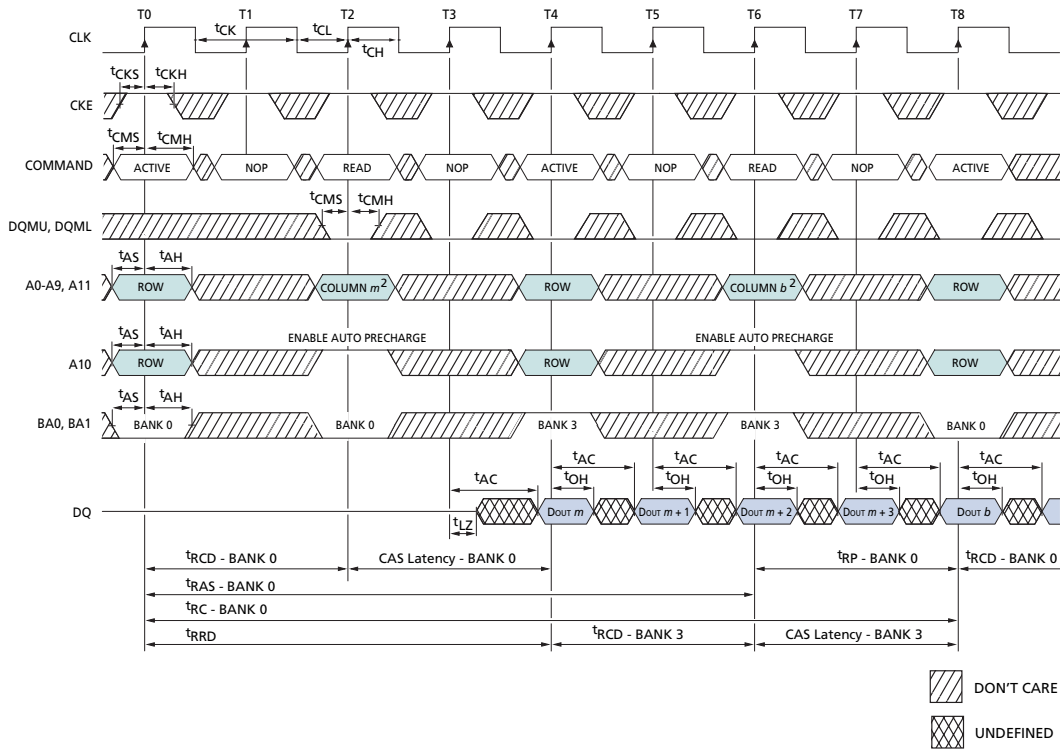 T0 T1 T2 T3 T4 T5 T6 T7 T8
CLK
tCK tCL
tCH
tCKS tCKH
CKE
tCMS tCMH
COMMAND ACTIVE NOP READ NOP ACTIVE NOP READ NOP ACTIVE
tCMS tCMH
DQMU, DQML
tAS tAH
A0-A9, A11 ROW COLUMN m2 ROW COLUMN b2 ROW
tAS tAH ENABLE AUTO PRECHARGE ENABLE AUTO PRECHARGE
A10 ROW ROW ROW
tAS tAH
BA0, BA1 BANK 0 BANK 0 BANK 3 BANK 3 BANK 0
tAC tAC tAC tAC tAC tAC
tOH tOH tOH tOH tOH
DQ DOUT m DOUT m + 1 DOUT m + 2 DOUT m + 3 DOUT b
tLZ
tRCD - BANK 0 CAS Latency - BANK 0 tRP - BANK 0 tRCD - BANK 0
tRAS - BANK 0
tRC - BANK 0
tRRD tRCD - BANK 3 CAS Latency - BANK 3
DON'T CARE
UNDEFINED